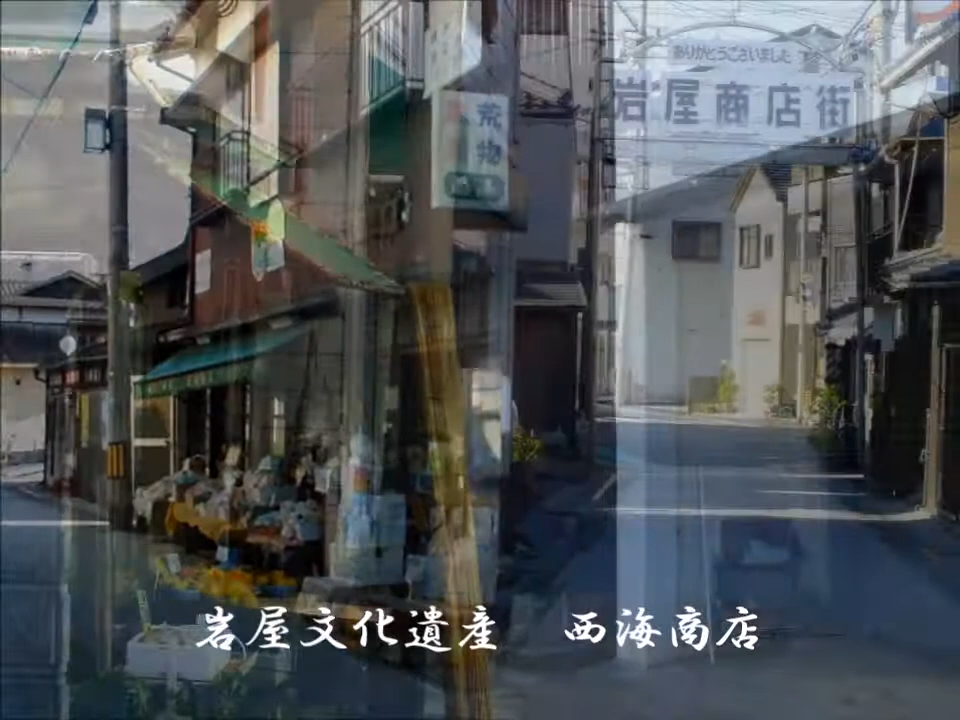 ありがとうございました
岩屋商店街
荒物
岩屋文化遺産　西海商店